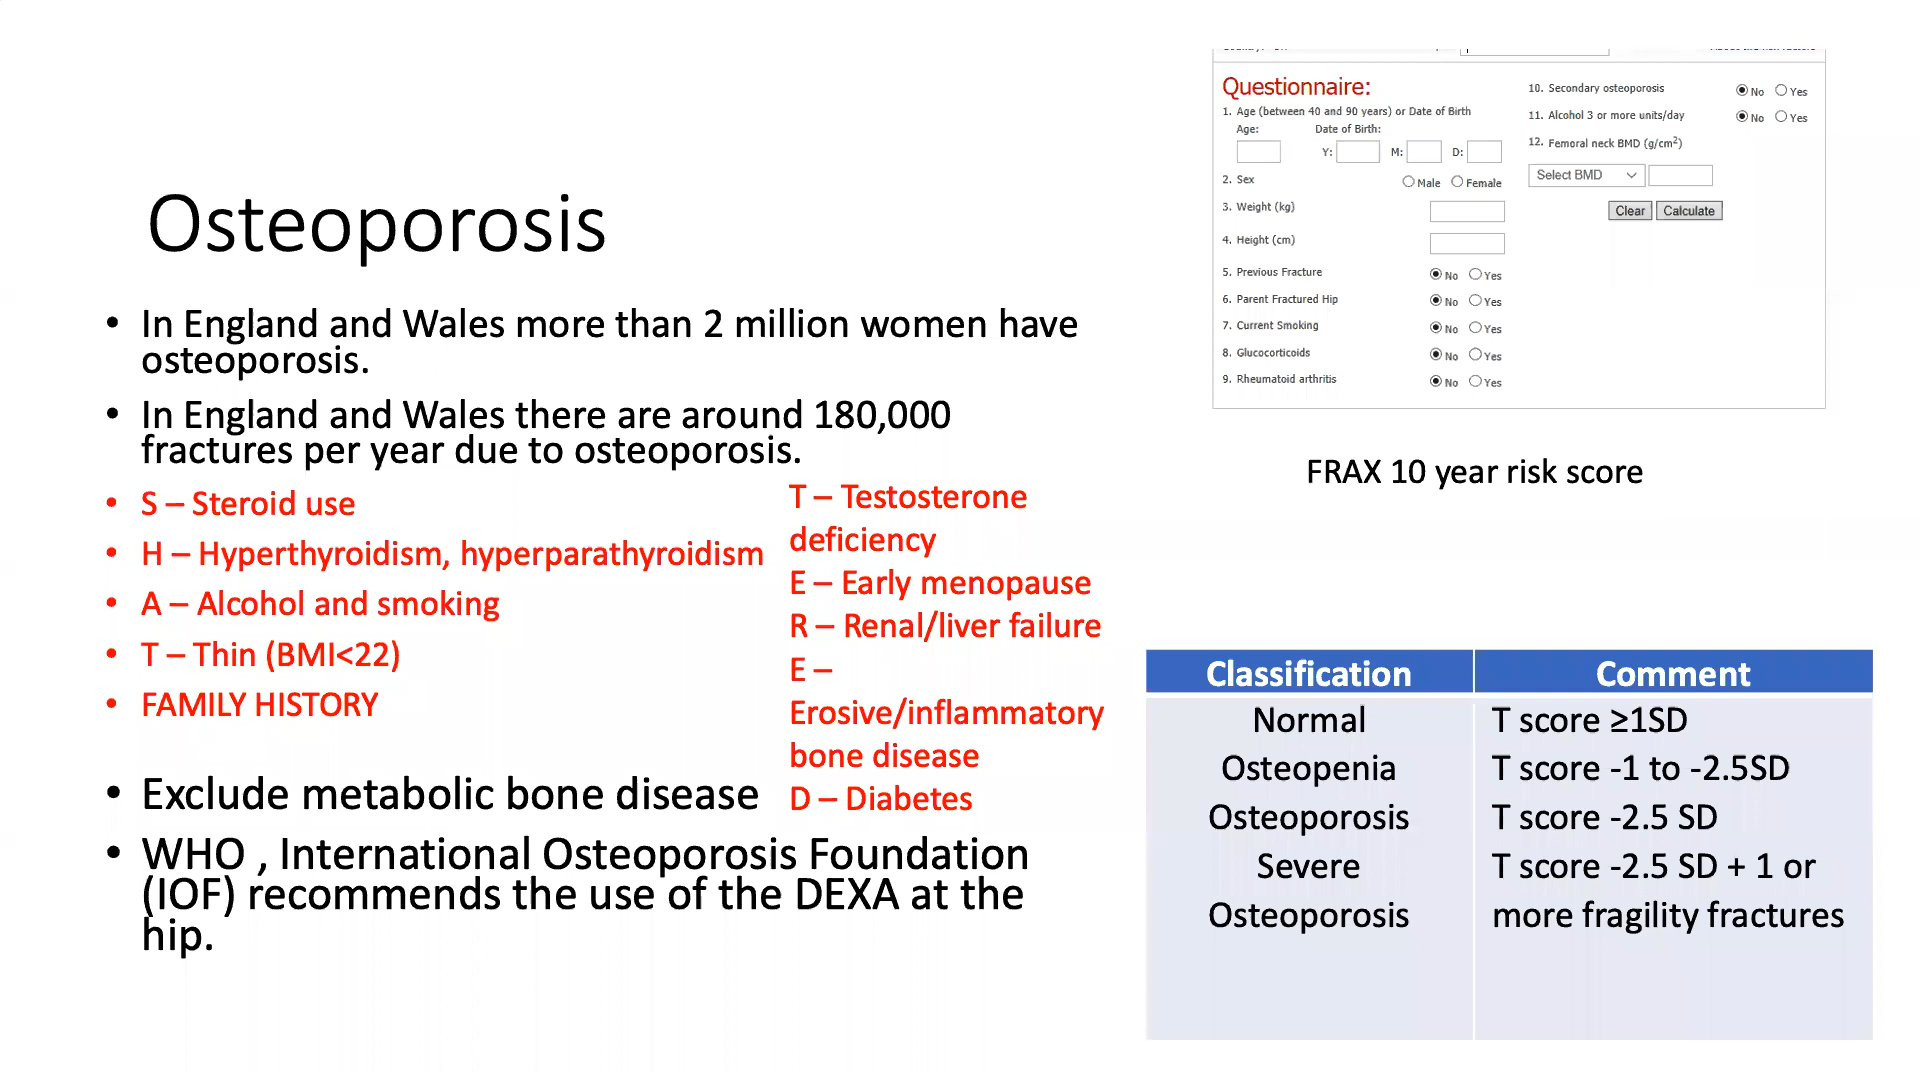 Osteoporosis
• In England and Wales more than 2 million women have
osteoporosis.
• In England and Wales there are around 180,000
fractures per year due to osteoporosis.
• S – Steroid use
• H – Hyperthyroidism, hyperparathyroidism
• A – Alcohol and smoking
• T – Thin (BMI<22)
• FAMILY HISTORY
T – Testosterone
deficiency
E – Early menopause
R – Renal/liver failure
E –
Erosive/inflammatory
bone disease
D – Diabetes
• Exclude metabolic bone disease
• WHO , International Osteoporosis Foundation
(IOF) recommends the use of the DEXA at the
hip.
Questionnaire:
1. Age (between 40 and 90 years) or Date of Birth
Age: Date of Birth:
Y: M: D:
2. Sex Male Female
3. Weight (kg)
4. Height (cm)
5. Previous Fracture No Yes
6. Parent Fractured Hip No Yes
7. Current Smoking No Yes
8. Glucocorticoids No Yes
9. Rheumatoid arthritis No Yes
10. Secondary osteoporosis No Yes
11. Alcohol 3 or more units/day No Yes
12. Femoral neck BMD (g/cm²)
Select BMD
Clear Calculate
FRAX 10 year risk score
Classification Comment
Normal T score ≥1SD
Osteopenia T score -1 to -2.5SD
Osteoporosis T score -2.5 SD
Severe T score -2.5 SD + 1 or
Osteoporosis more fragility fractures